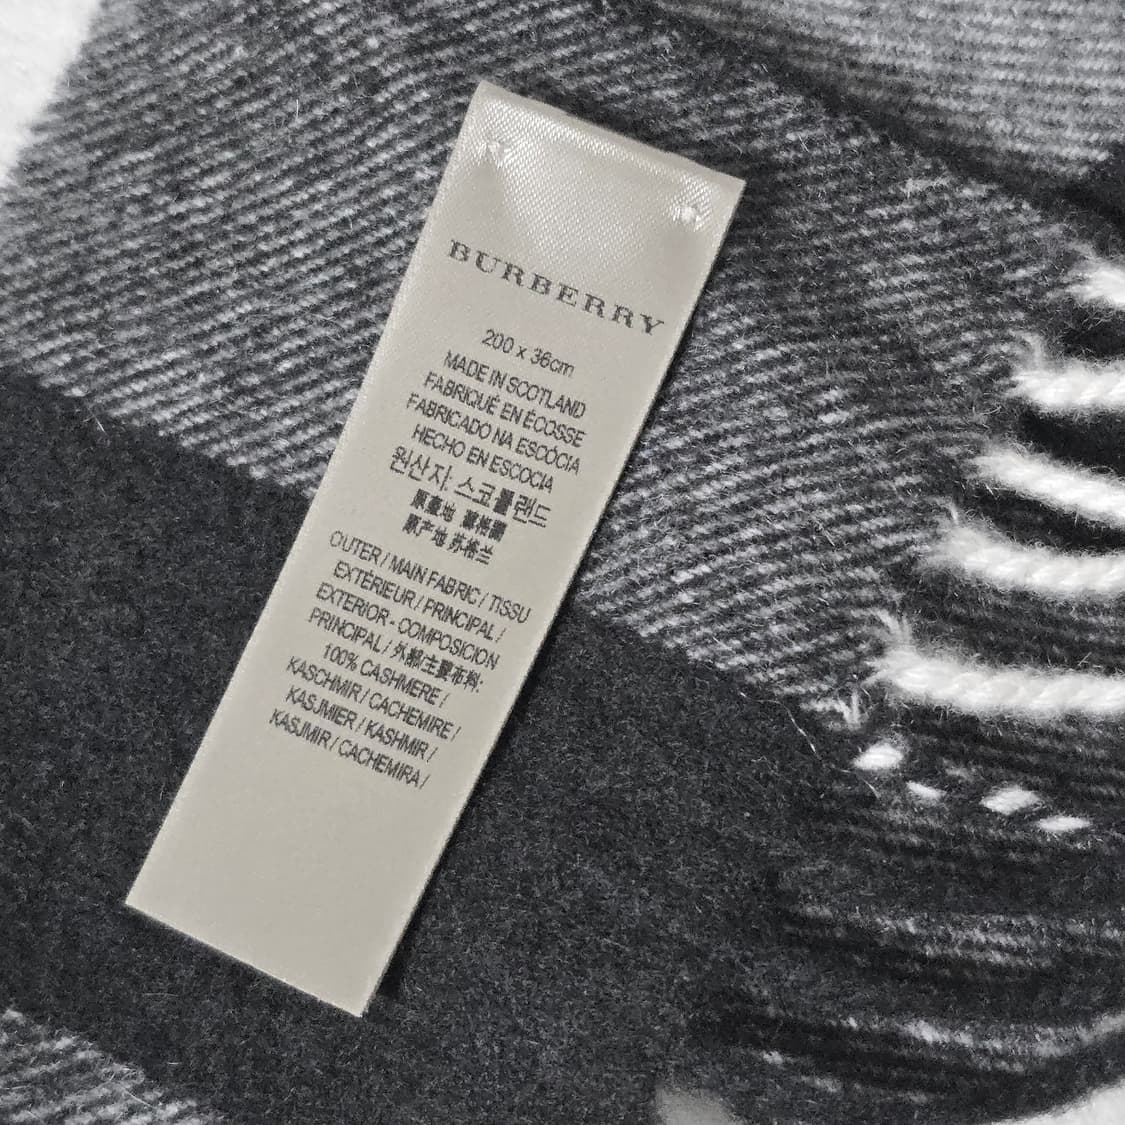 BURBERRY
200 x 36cm
MADE IN SCOTLAND
FABRIQUÉ EN ÉCOSSE
FABRICADO NA ESCÓCIA
HECHO EN ESCOCIA
원산지: 스코틀랜드
原產地: 蘇格蘭
原产地: 苏格兰
OUTER / MAIN FABRIC / TISSU
EXTÉRIEUR / PRINCIPAL /
EXTERIOR - COMPOSICION
PRINCIPAL / 外部主要布料:
100% CASHMERE /
KASCHMIR / CACHEMIRE /
KASJMIER / KASHMIR /
KASJMIR / CACHEMIRA /